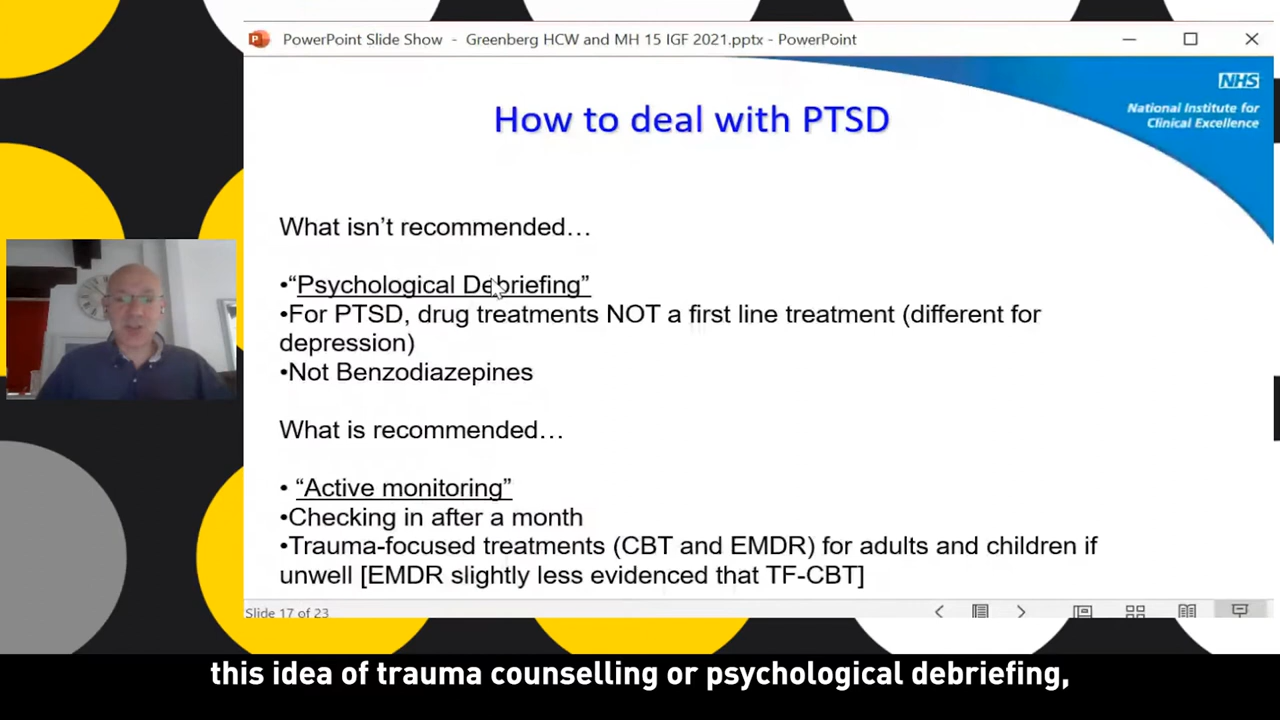 PowerPoint Slide Show - Greenberg HCW and MH 15 IGF 2021.pptx - PowerPoint
NHS
National Institute for
Clinical Excellence
How to deal with PTSD
What isn’t recommended…
•“Psychological Debriefing”
•For PTSD, drug treatments NOT a first line treatment (different for
depression)
•Not Benzodiazepines
What is recommended…
• “Active monitoring”
•Checking in after a month
•Trauma-focused treatments (CBT and EMDR) for adults and children if
unwell [EMDR slightly less evidenced that TF-CBT]
Slide 17 of 23
this idea of trauma counselling or psychological debriefing,